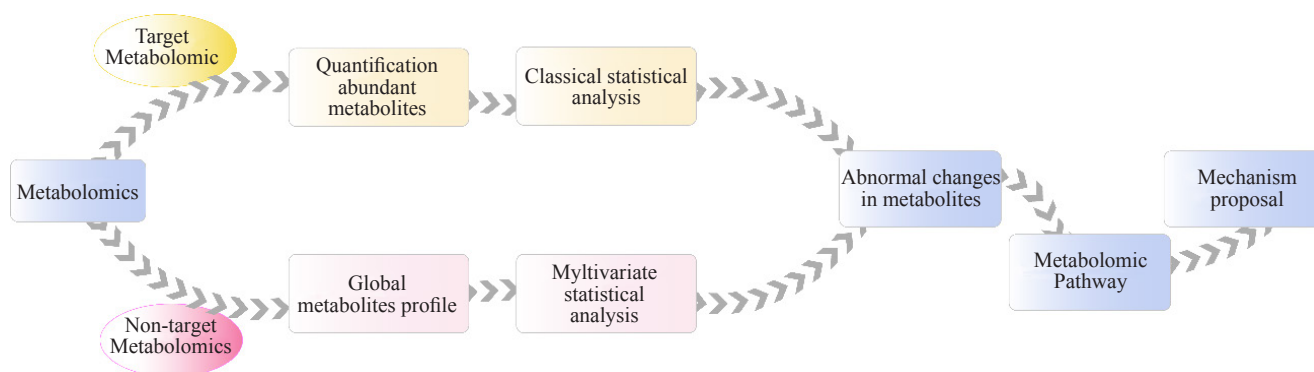 Target
Metabolomic
Quantification
abundant
metabolites
Classical statistical
analysis
Metabolomics
Abnormal changes
in metabolites
Mechanism
proposal
Metabolomic
Pathway
Global
metabolites profile
Myltivariate
statistical
analysis
Non-target
Metabolomics